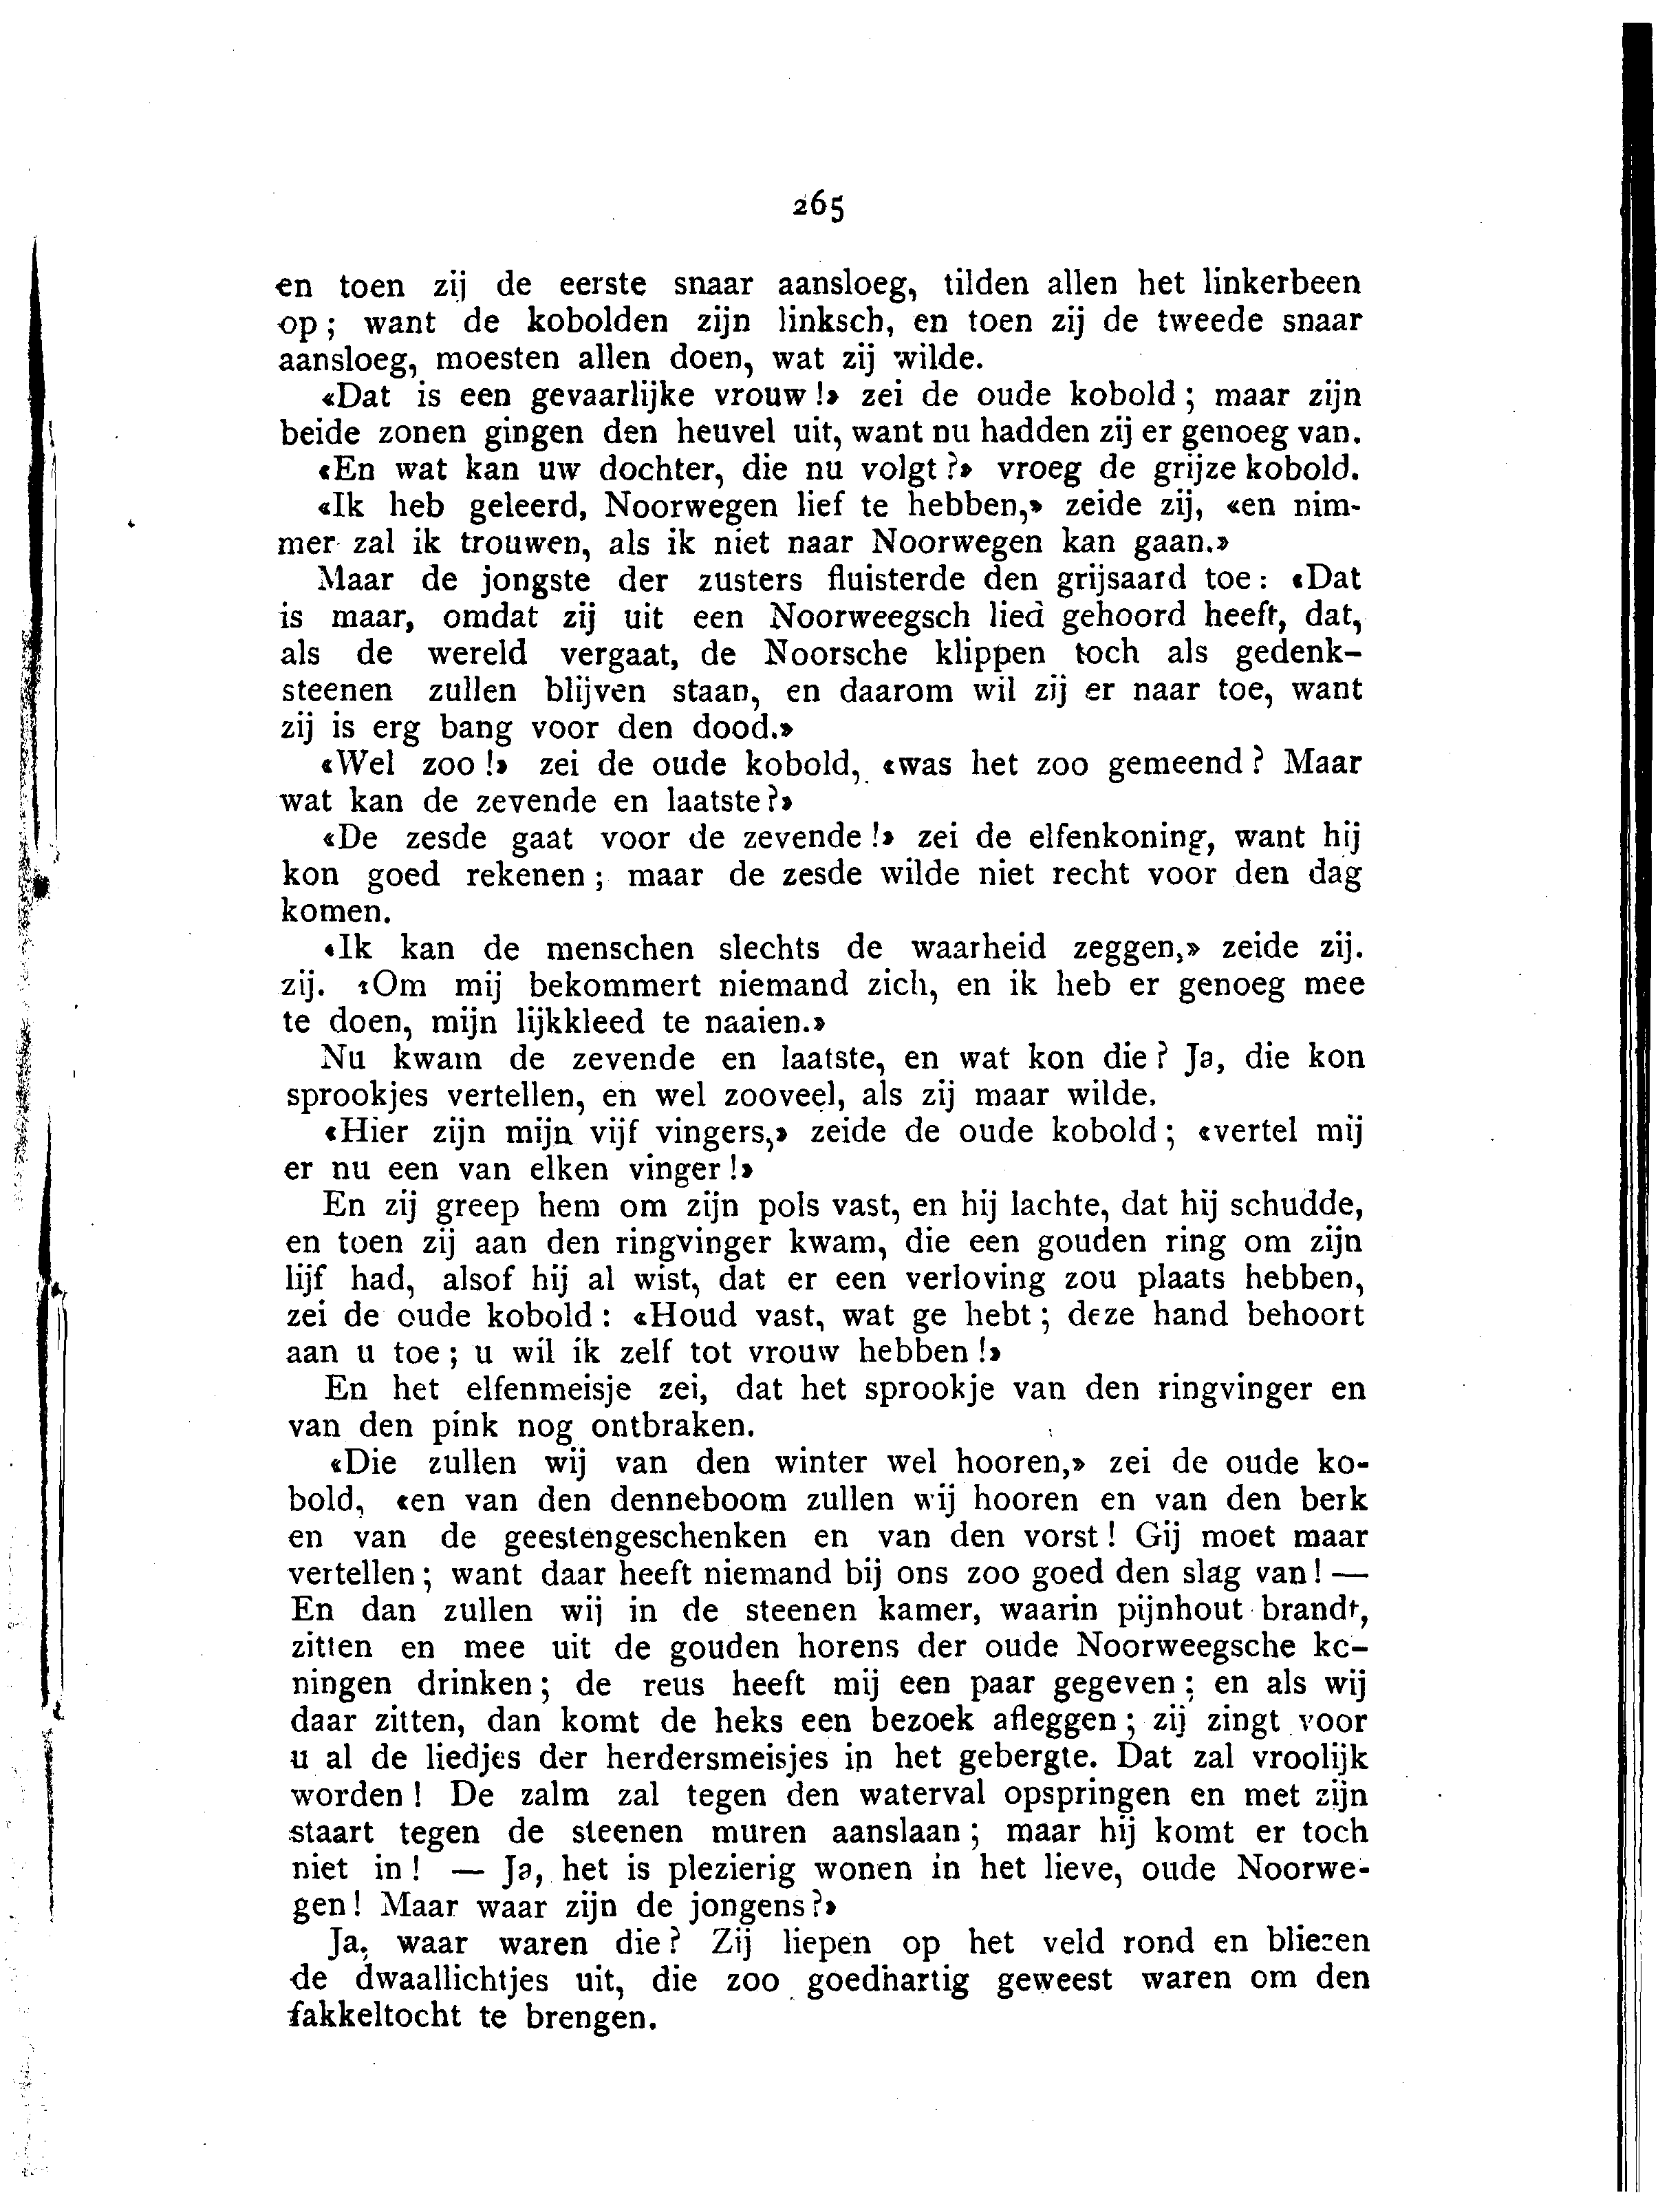 265
en toen zij de eerste snaar aansloeg, tilden allen het linkerbeen
op; want de kobolden zijn linksch, en toen zij de tweede snaar
aansloeg, moesten allen doen, wat zij wilde.
«Dat is een gevaarlijke vrouw!» zei de oude kobold; maar zijn
beide zonen gingen den heuvel uit, want nu hadden zij er genoeg van.
«En wat kan uw dochter, die nu volgt?» vroeg de grijze kobold.
«Ik heb geleerd, Noorwegen lief te hebben,» zeide zij, «en nim-
mer zal ik trouwen, als ik niet naar Noorwegen kan gaan.»
Maar de jongste der zusters fluisterde den grijsaard toe: «Dat
is maar, omdat zij uit een Noorweegsch lied gehoord heeft, dat,
als de wereld vergaat, de Noorsche klippen toch als gedenk-
steenen zullen blijven staan, en daarom wil zij er naar toe, want
zij is erg bang voor den dood.»
«Wel zoo!» zei de oude kobold, «was het zoo gemeend? Maar
wat kan de zevende en laatste?»
«De zesde gaat voor de zevende!» zei de elfenkoning, want hij
kon goed rekenen; maar de zesde wilde niet recht voor den dag
komen.
«Ik kan de menschen slechts de waarheid zeggen,» zeide zij.
zij. «Om mij bekommert niemand zich, en ik heb er genoeg mee
te doen, mijn lijkkleed te naaien.»
Nu kwam de zevende en laatste, en wat kon die? Ja, die kon
sprookjes vertellen, en wel zooveel, als zij maar wilde.
«Hier zijn mijn vijf vingers,» zeide de oude kobold; «vertel mij
er nu een van elken vinger!»
En zij greep hem om zijn pols vast, en hij lachte, dat hij schudde,
en toen zij aan den ringvinger kwam, die een gouden ring om zijn
lijf had, alsof hij al wist, dat er een verloving zou plaats hebben,
zei de oude kobold: «Houd vast, wat ge hebt; deze hand behoort
aan u toe; u wil ik zelf tot vrouw hebben!»
En het elfenmeisje zei, dat het sprookje van den ringvinger en
van den pink nog ontbraken.
«Die zullen wij van den winter wel hooren,» zei de oude ko-
bold, «en van den denneboom zullen wij hooren en van den berk
en van de geestengeschenken en van den vorst! Gij moet maar
vertellen; want daar heeft niemand bij ons zoo goed den slag van! —
En dan zullen wij in de steenen kamer, waarin pijnhout brandt,
zitten en mee uit de gouden horens der oude Noorweegsche ko-
ningen drinken; de reus heeft mij een paar gegeven; en als wij
daar zitten, dan komt de heks een bezoek afleggen; zij zingt voor
u al de liedjes der herdersmeisjes in het gebergte. Dat zal vroolijk
worden! De zalm zal tegen den waterval opspringen en met zijn
staart tegen de steenen muren aanslaan; maar hij komt er toch
niet in! — Ja, het is plezierig wonen in het lieve, oude Noorwe-
gen! Maar waar zijn de jongens?»
Ja, waar waren die? Zij liepen op het veld rond en bliezen
de dwaallichtjes uit, die zoo goedhartig geweest waren om den
fakkeltocht te brengen.